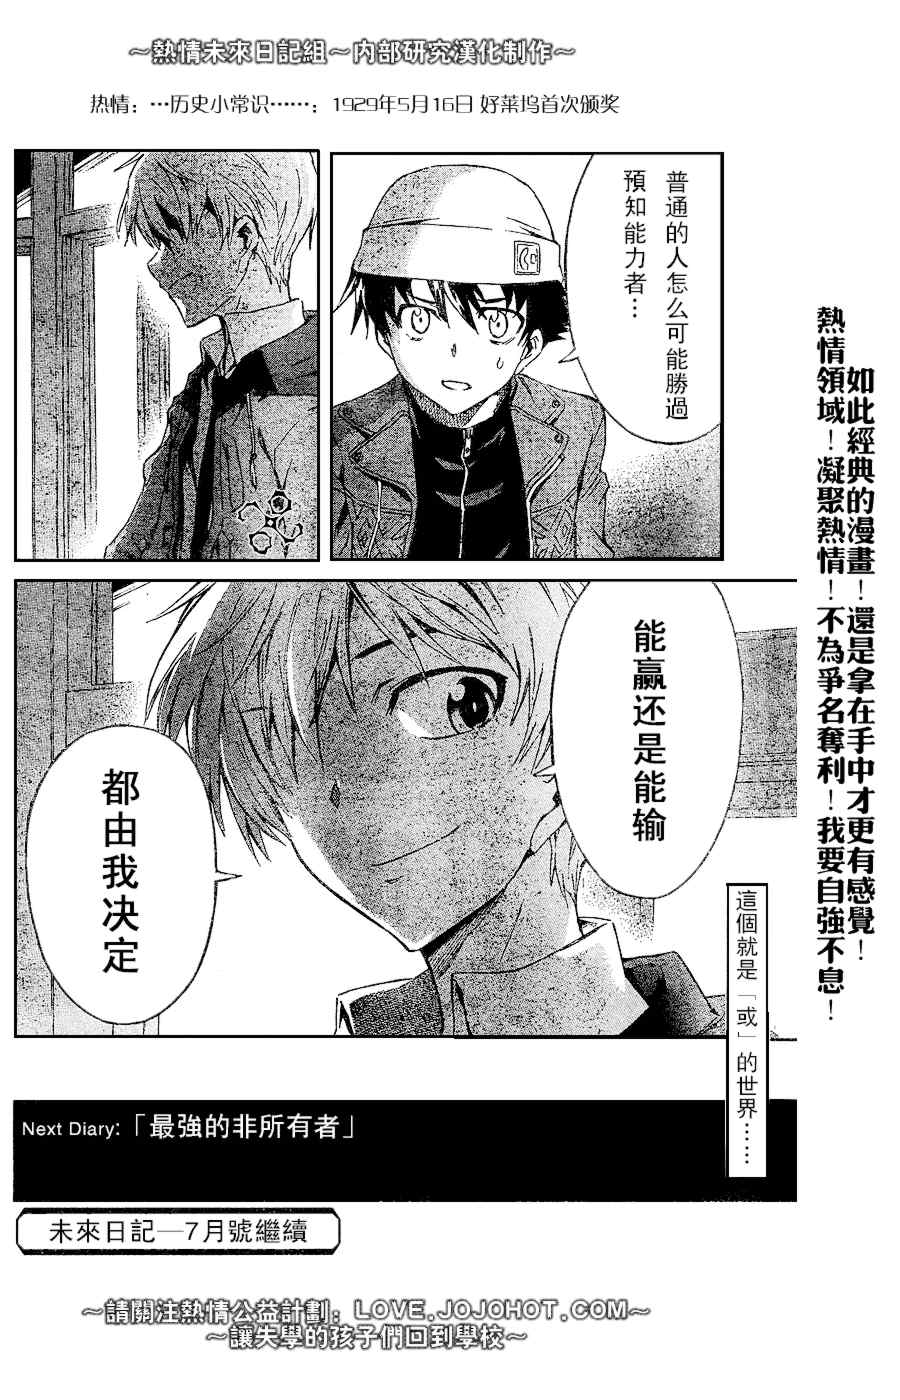 ～熱情未來日記組～内部研究漢化制作～
热情：…历史小常识……：1929年5月16日 好莱坞首次颁奖
普通的人怎么可能勝過
預知能力者…
能赢还是能输
都由我决定
這個就是「或」的世界……
Next Diary:「最強的非所有者」
未來日記—7月號繼續
如此經典的漫畫！還是拿在手中才更有感覺！
熱情領域！凝聚熱情！不為爭名奪利！我要自強不息！
～請關注熱情公益計劃：LOVE.JOJOHOT.COM～
～讓失學的孩子們回到學校～